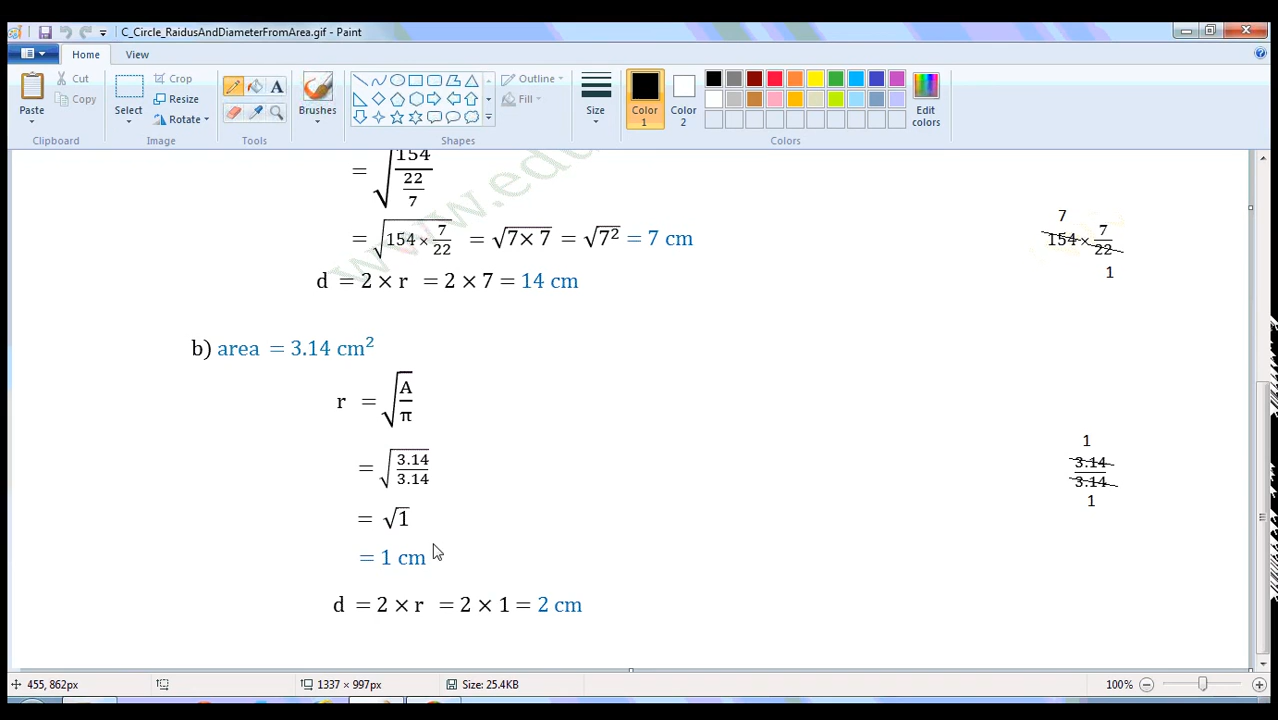 C_Circle_RaidusAndDiameterFromArea.gif - Paint
Home View
Paste Cut Copy
Select Crop Resize Rotate
Brushes
Outline Fill
Size
Color 1 Color 2
Edit colors
Clipboard Image Tools Shapes Colors
www.edu
= √(154 / (22/7))
= √(154 × 7/22) = √(7 × 7) = √7² = 7 cm
7
154 × 7/22
1
d = 2 × r = 2 × 7 = 14 cm
b) area = 3.14 cm²
r = √(A/π)
= √(3.14/3.14)
1
3.14/3.14
1
= √1
= 1 cm
d = 2 × r = 2 × 1 = 2 cm
455, 862px 1337 × 997px Size: 25.4KB 100%